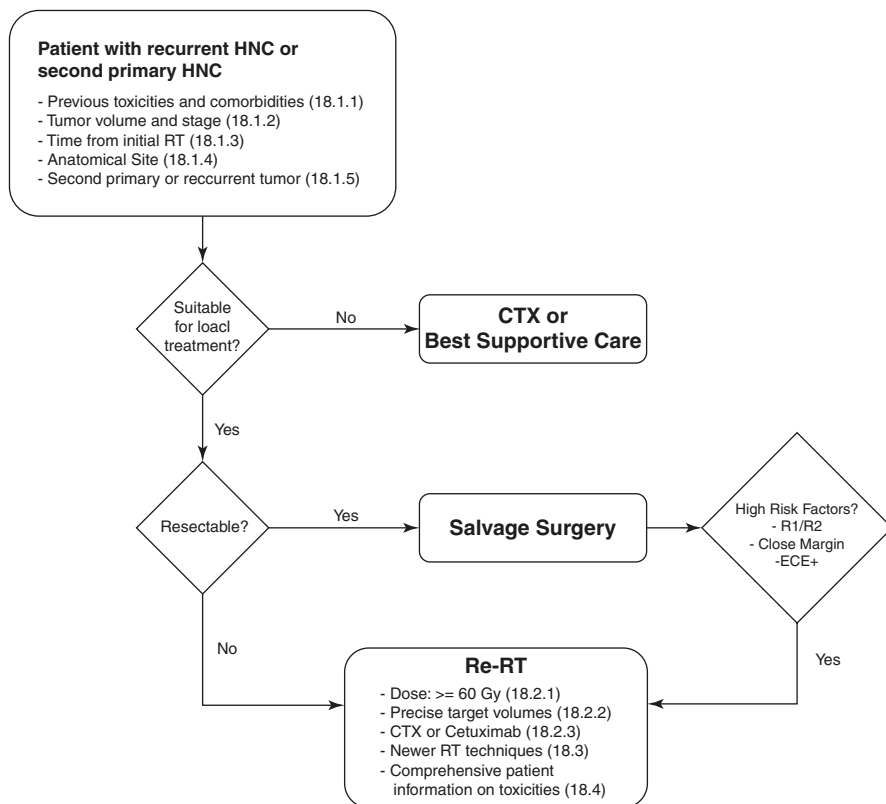 Patient with recurrent HNC or
second primary HNC
- Previous toxicities and comorbidities (18.1.1)
- Tumor volume and stage (18.1.2)
- Time from initial RT (18.1.3)
- Anatomical Site (18.1.4)
- Second primary or reccurrent tumor (18.1.5)
Suitable
for loacl
treatment?
No
CTX or
Best Supportive Care
Yes
Resectable?
Yes
Salvage Surgery
High Risk Factors?
- R1/R2
- Close Margin
-ECE+
No
Yes
Re-RT
- Dose: >= 60 Gy (18.2.1)
- Precise target volumes (18.2.2)
- CTX or Cetuximab (18.2.3)
- Newer RT techniques (18.3)
- Comprehensive patient
information on toxicities (18.4)